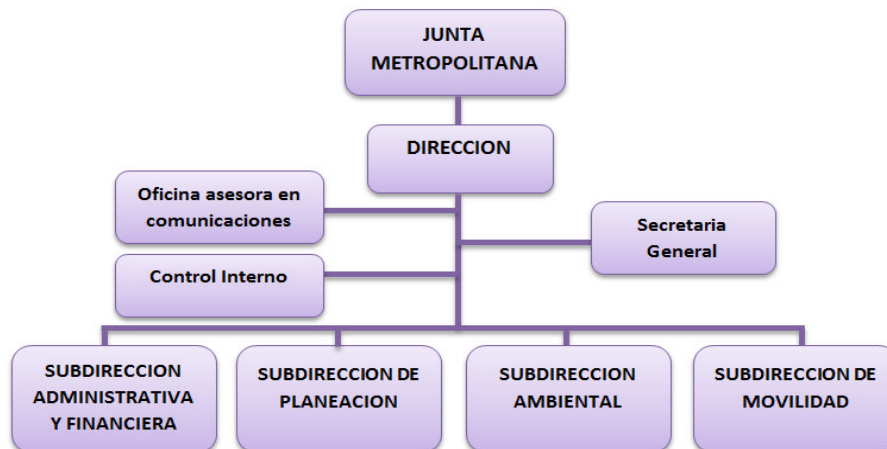 JUNTA
METROPOLITANA
DIRECCION
Oficina asesora en
comunicaciones
Secretaria
General
Control Interno
SUBDIRECCION
ADMINISTRATIVA
Y FINANCIERA
SUBDIRECCION DE
PLANEACION
SUBDIRECCION
AMBIENTAL
SUBDIRECCION DE
MOVILIDAD